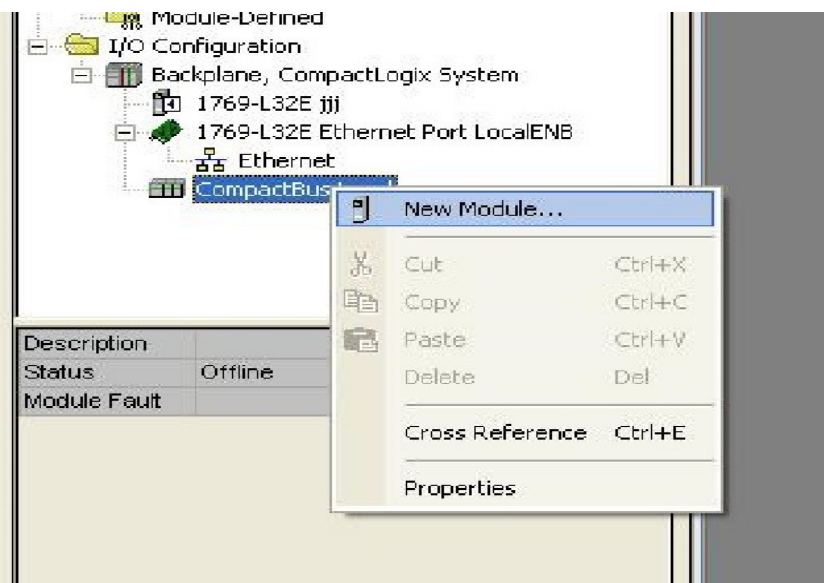 Module-Defined
I/O Configuration
Backplane, CompactLogix System
1769-L32E jjj
1769-L32E Ethernet Port LocalENB
Ethernet
CompactBus
New Module...
Cut Ctrl+X
Copy Ctrl+C
Paste Ctrl+V
Delete Del
Cross Reference Ctrl+E
Properties
Description
Status Offline
Module Fault